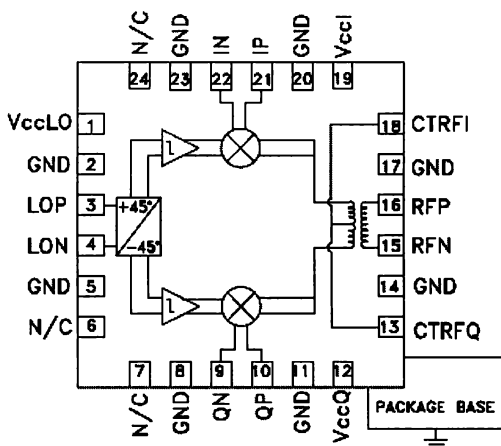 N/C
GND
IN
IP
GND
VccI
24
23
22
21
20
19
VccLO 1
GND 2
LOP 3
LON 4
GND 5
N/C 6
+45°
-45°
18 CTRFI
17 GND
16 RFP
15 RFN
14 GND
13 CTRFQ
7
8
9
10
11
12
N/C
GND
QN
QP
GND
VccQ
PACKAGE BASE